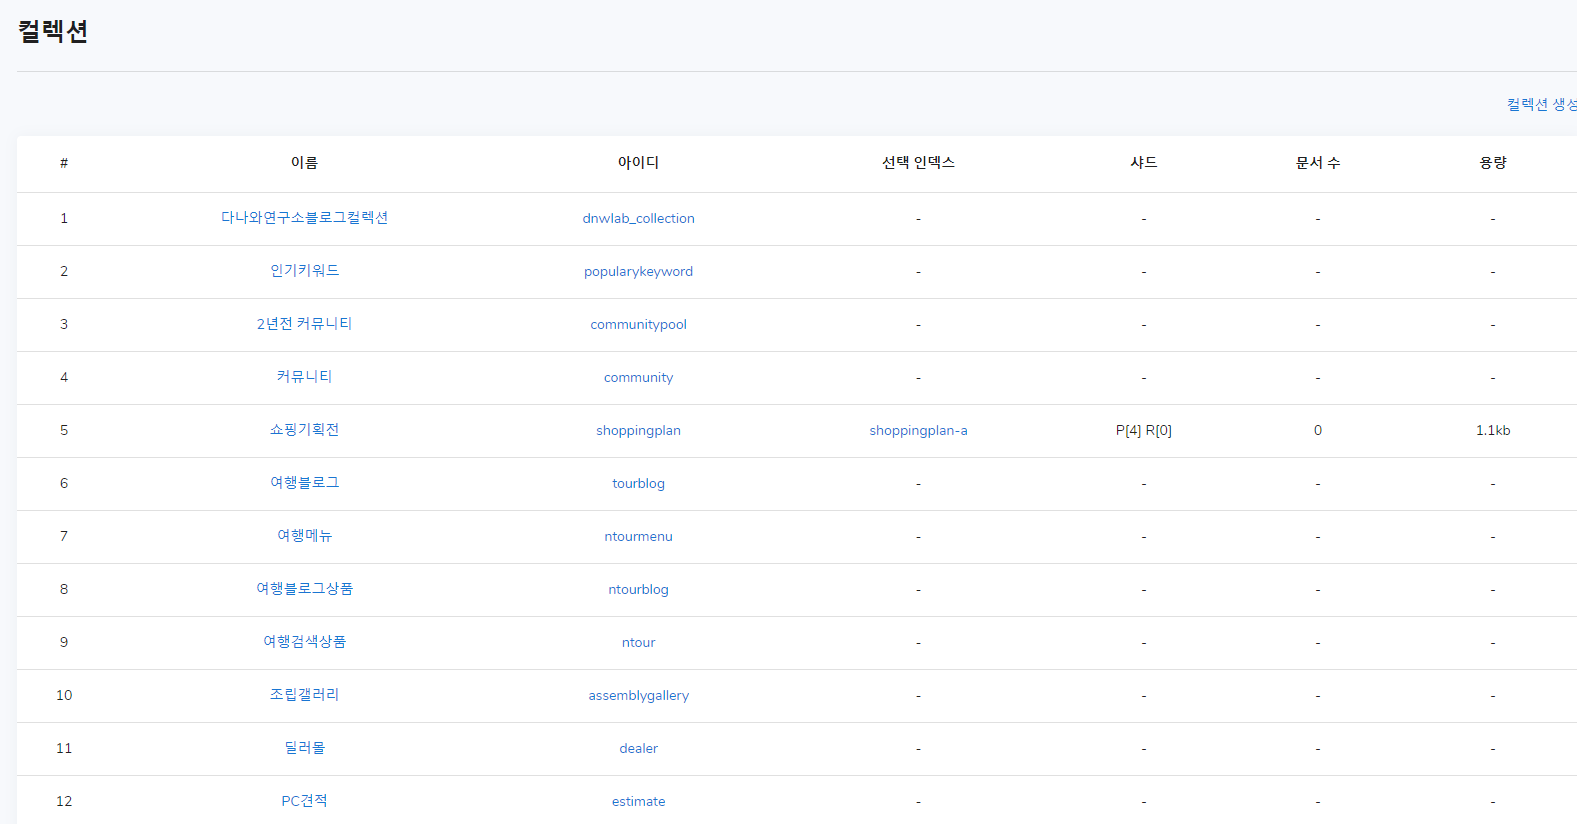 컬렉션
컬렉션 생성
# 이름 아이디 선택 인덱스 샤드 문서 수 용량
1 다나와연구소블로그컬렉션 dnwlab_collection - - - -
2 인기키워드 popularykeyword - - - -
3 2년전 커뮤니티 communitypool - - - -
4 커뮤니티 community - - - -
5 쇼핑기획전 shoppingplan shoppingplan-a P[4] R[0] 0 1.1kb
6 여행블로그 tourblog - - - -
7 여행메뉴 ntourmenu - - - -
8 여행블로그상품 ntourblog - - - -
9 여행검색상품 ntour - - - -
10 조립갤러리 assemblygallery - - - -
11 딜러몰 dealer - - - -
12 PC견적 estimate - - - -